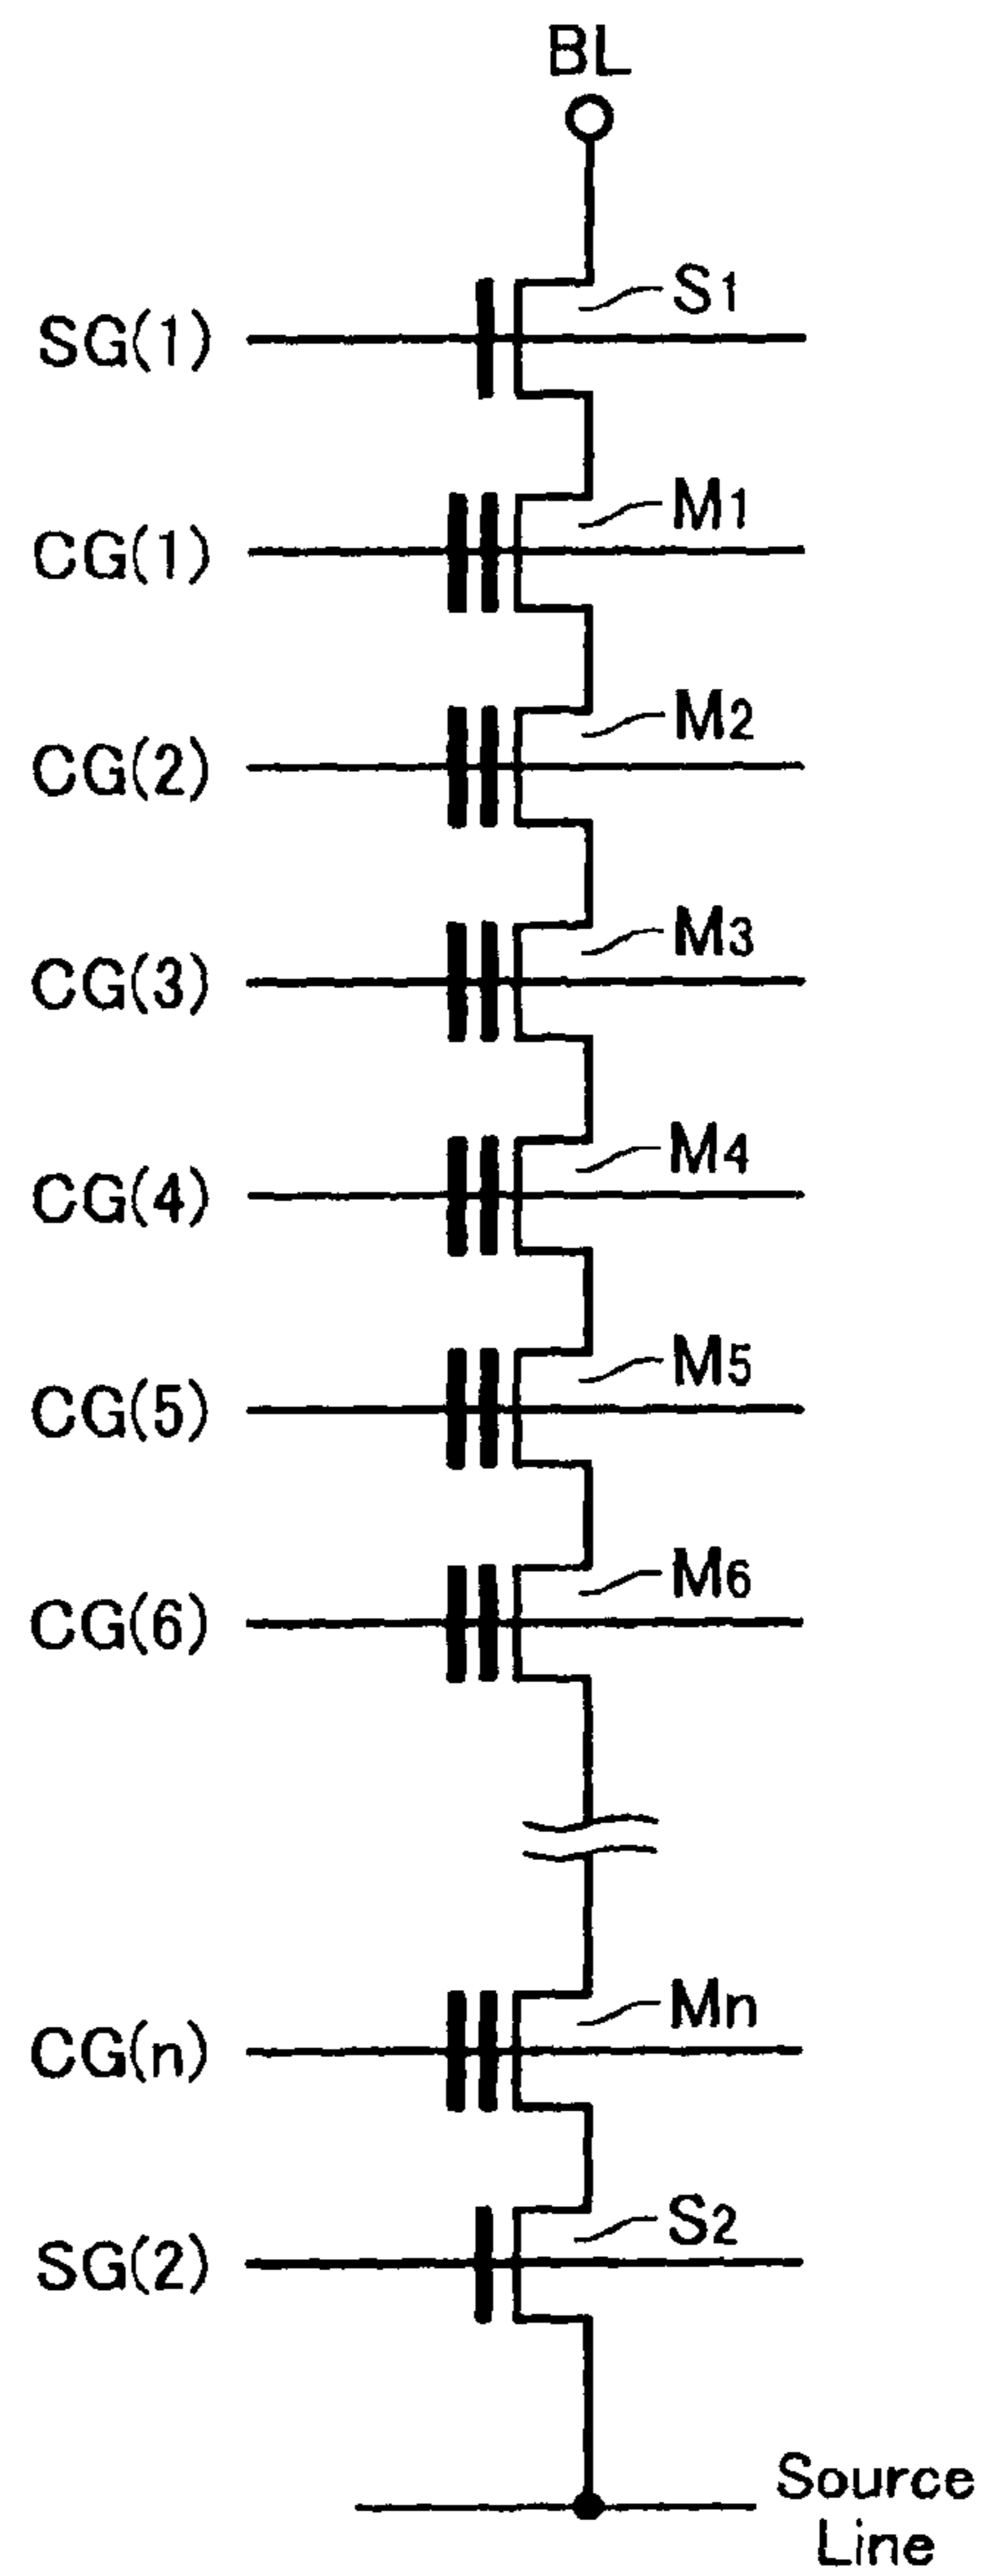 BL
SG(1)
S1
CG(1)
M1
CG(2)
M2
CG(3)
M3
CG(4)
M4
CG(5)
M5
CG(6)
M6
CG(n)
Mn
SG(2)
S2
Source
Line